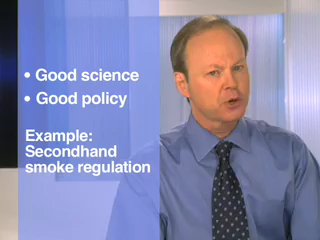 • Good science
• Good policy
Example:
Secondhand
smoke regulation